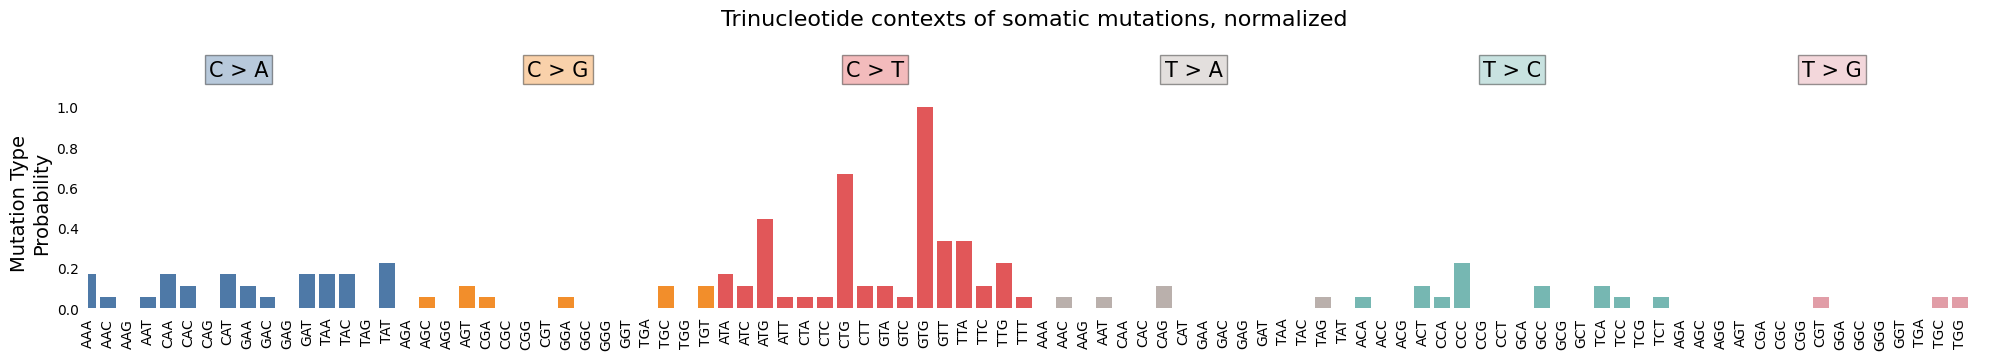 Trinucleotide contexts of somatic mutations, normalized
C > A
C > G
C > T
T > A
T > C
T > G
Mutation Type
Probability
1.0
0.8
0.6
0.4
0.2
0.0
AAA AAC AAG AAT CAA CAC CAG CAT GAA GAC GAG GAT TAA TAC TAG TAT AGA AGC AGG AGT CGA CGC CGG CGT GGA GGC GGG GGT TGA TGC TGG TGT ATA ATC ATG ATT CTA CTC CTG CTT GTA GTC GTG GTT TTA TTC TTG TTT AAA AAC AAG AAT CAA CAC CAG CAT GAA GAC GAG GAT TAA TAC TAG TAT ACA ACC ACG ACT CCA CCC CCG CCT GCA GCC GCG GCT TCA TCC TCG TCT AGA AGC AGG AGT CGA CGC CGG CGT GGA GGC GGG GGT TGA TGC TGG